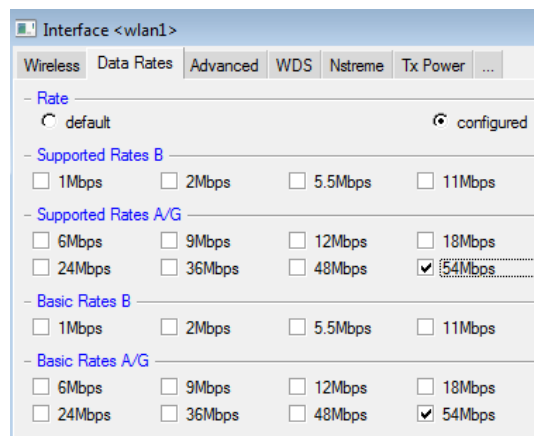 Interface <wlan1>
Wireless Data Rates Advanced WDS Nstreme Tx Power ...
Rate
default configured
Supported Rates B
1Mbps 2Mbps 5.5Mbps 11Mbps
Supported Rates A/G
6Mbps 9Mbps 12Mbps 18Mbps
24Mbps 36Mbps 48Mbps 54Mbps
Basic Rates B
1Mbps 2Mbps 5.5Mbps 11Mbps
Basic Rates A/G
6Mbps 9Mbps 12Mbps 18Mbps
24Mbps 36Mbps 48Mbps 54Mbps